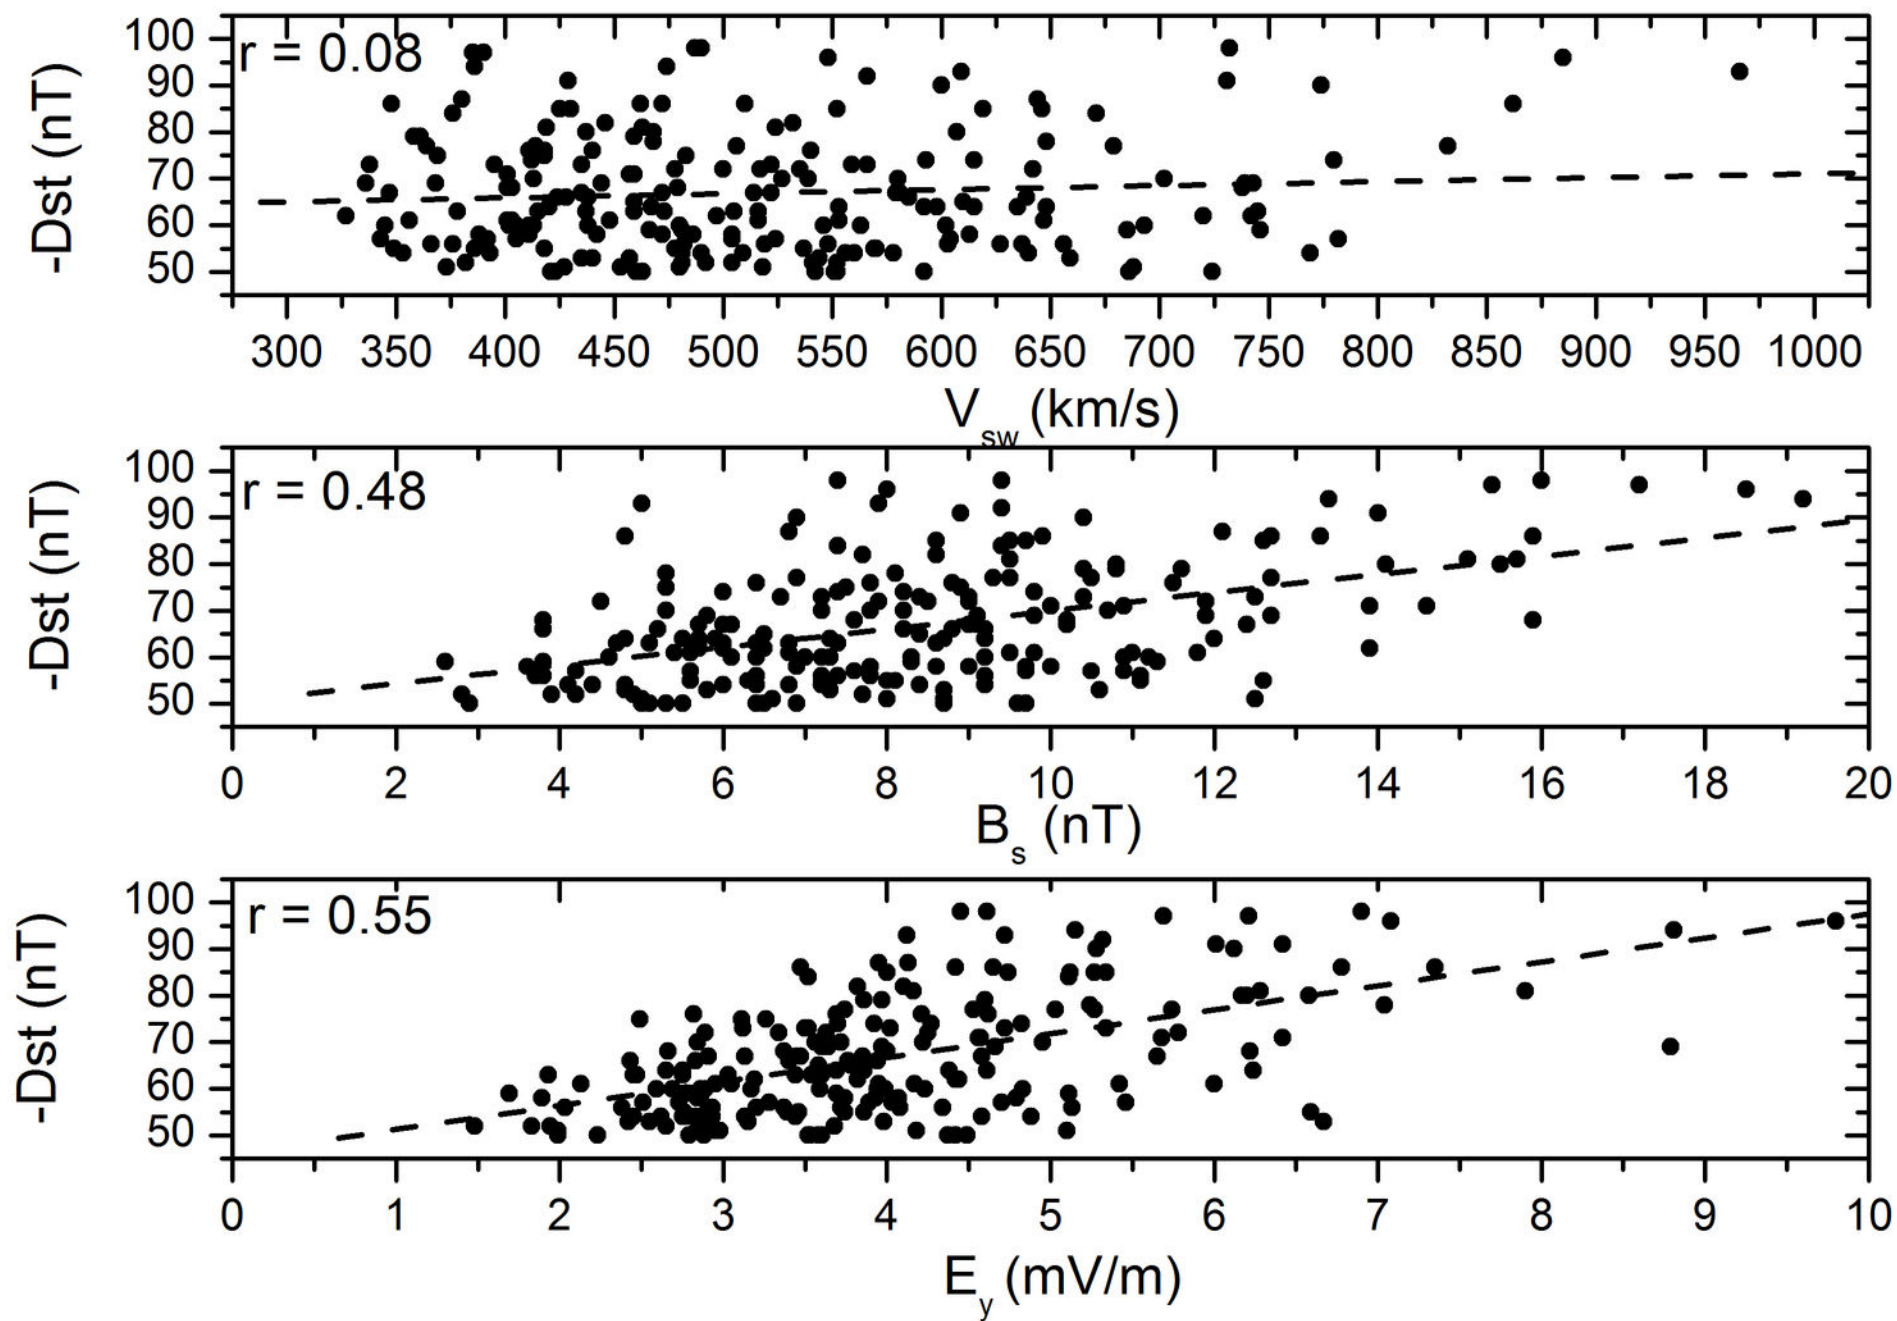 r = 0.08
-Dst (nT)
100
90
80
70
60
50
300 350 400 450 500 550 600 650 700 750 800 850 900 950 1000
Vsw (km/s)
r = 0.48
-Dst (nT)
100
90
80
70
60
50
0 2 4 6 8 10 12 14 16 18 20
Bs (nT)
r = 0.55
-Dst (nT)
100
90
80
70
60
50
0 1 2 3 4 5 6 7 8 9 10
Ey (mV/m)